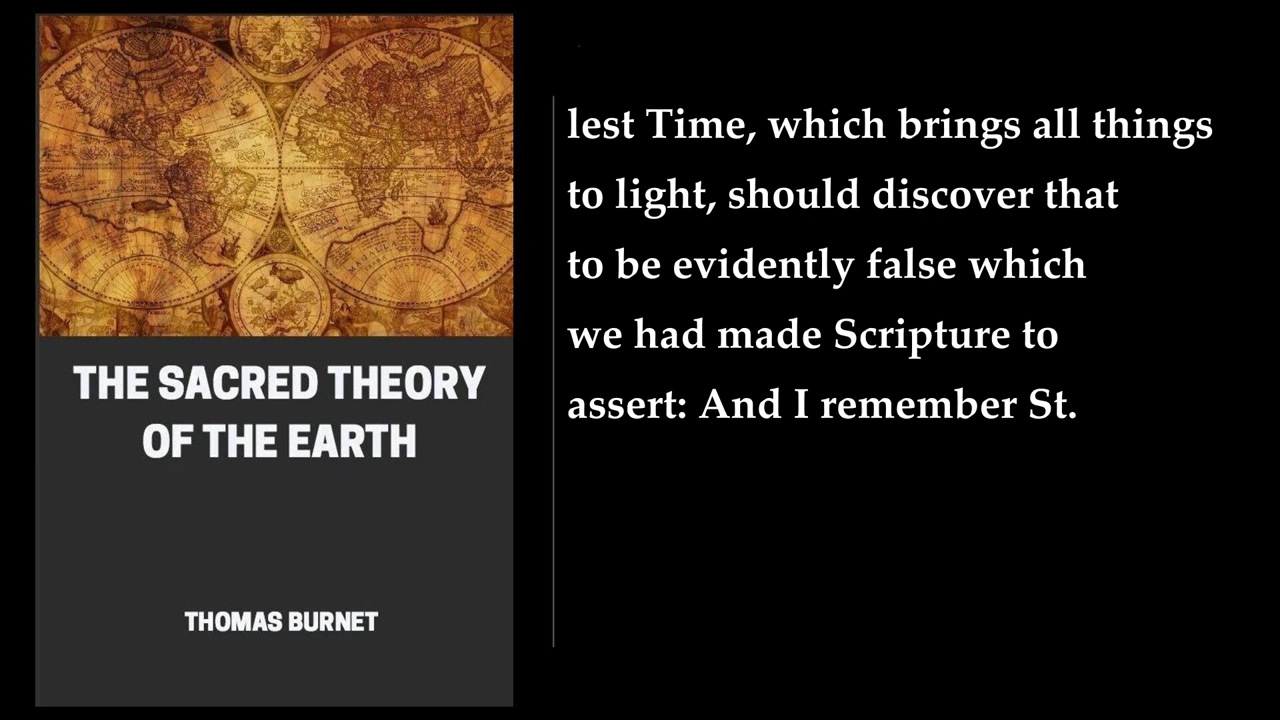 THE SACRED THEORY
OF THE EARTH
THOMAS BURNET
lest Time, which brings all things
to light, should discover that
to be evidently false which
we had made Scripture to
assert: And I remember St.